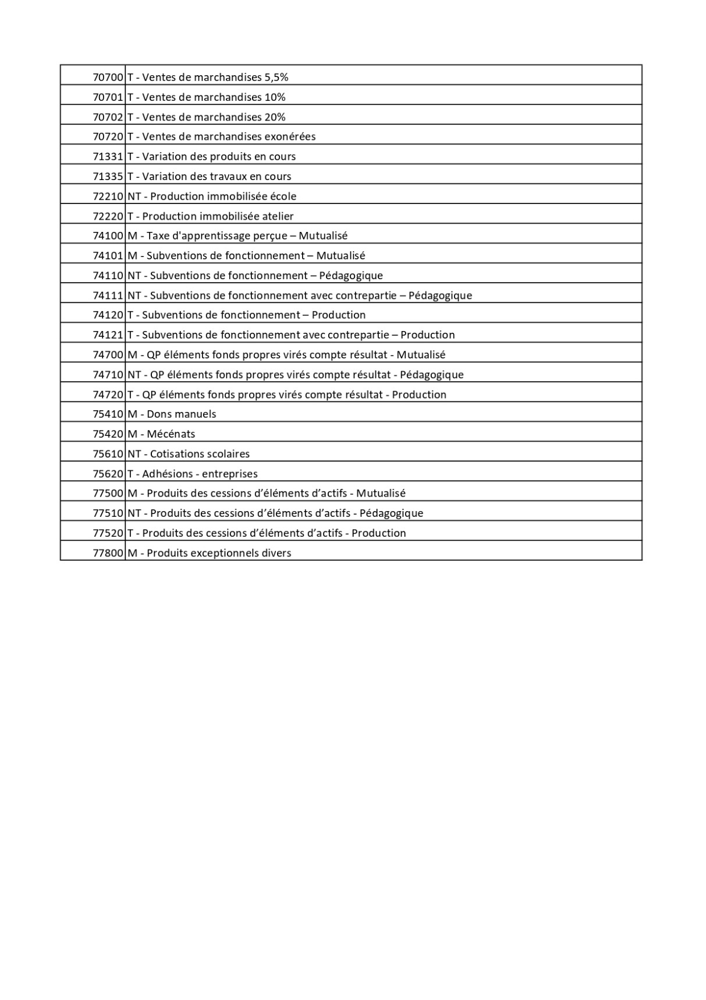 70700 T - Ventes de marchandises 5,5%
70701 T - Ventes de marchandises 10%
70702 T - Ventes de marchandises 20%
70720 T - Ventes de marchandises exonérées
71331 T - Variation des produits en cours
71335 T - Variation des travaux en cours
72210 NT - Production immobilisée école
72220 T - Production immobilisée atelier
74100 M - Taxe d'apprentissage perçue – Mutualisé
74101 M - Subventions de fonctionnement – Mutualisé
74110 NT - Subventions de fonctionnement – Pédagogique
74111 NT - Subventions de fonctionnement avec contrepartie – Pédagogique
74120 T - Subventions de fonctionnement – Production
74121 T - Subventions de fonctionnement avec contrepartie – Production
74700 M - QP éléments fonds propres virés compte résultat - Mutualisé
74710 NT - QP éléments fonds propres virés compte résultat - Pédagogique
74720 T - QP éléments fonds propres virés compte résultat - Production
75410 M - Dons manuels
75420 M - Mécénats
75610 NT - Cotisations scolaires
75620 T - Adhésions - entreprises
77500 M - Produits des cessions d’éléments d’actifs - Mutualisé
77510 NT - Produits des cessions d’éléments d’actifs - Pédagogique
77520 T - Produits des cessions d’éléments d’actifs - Production
77800 M - Produits exceptionnels divers